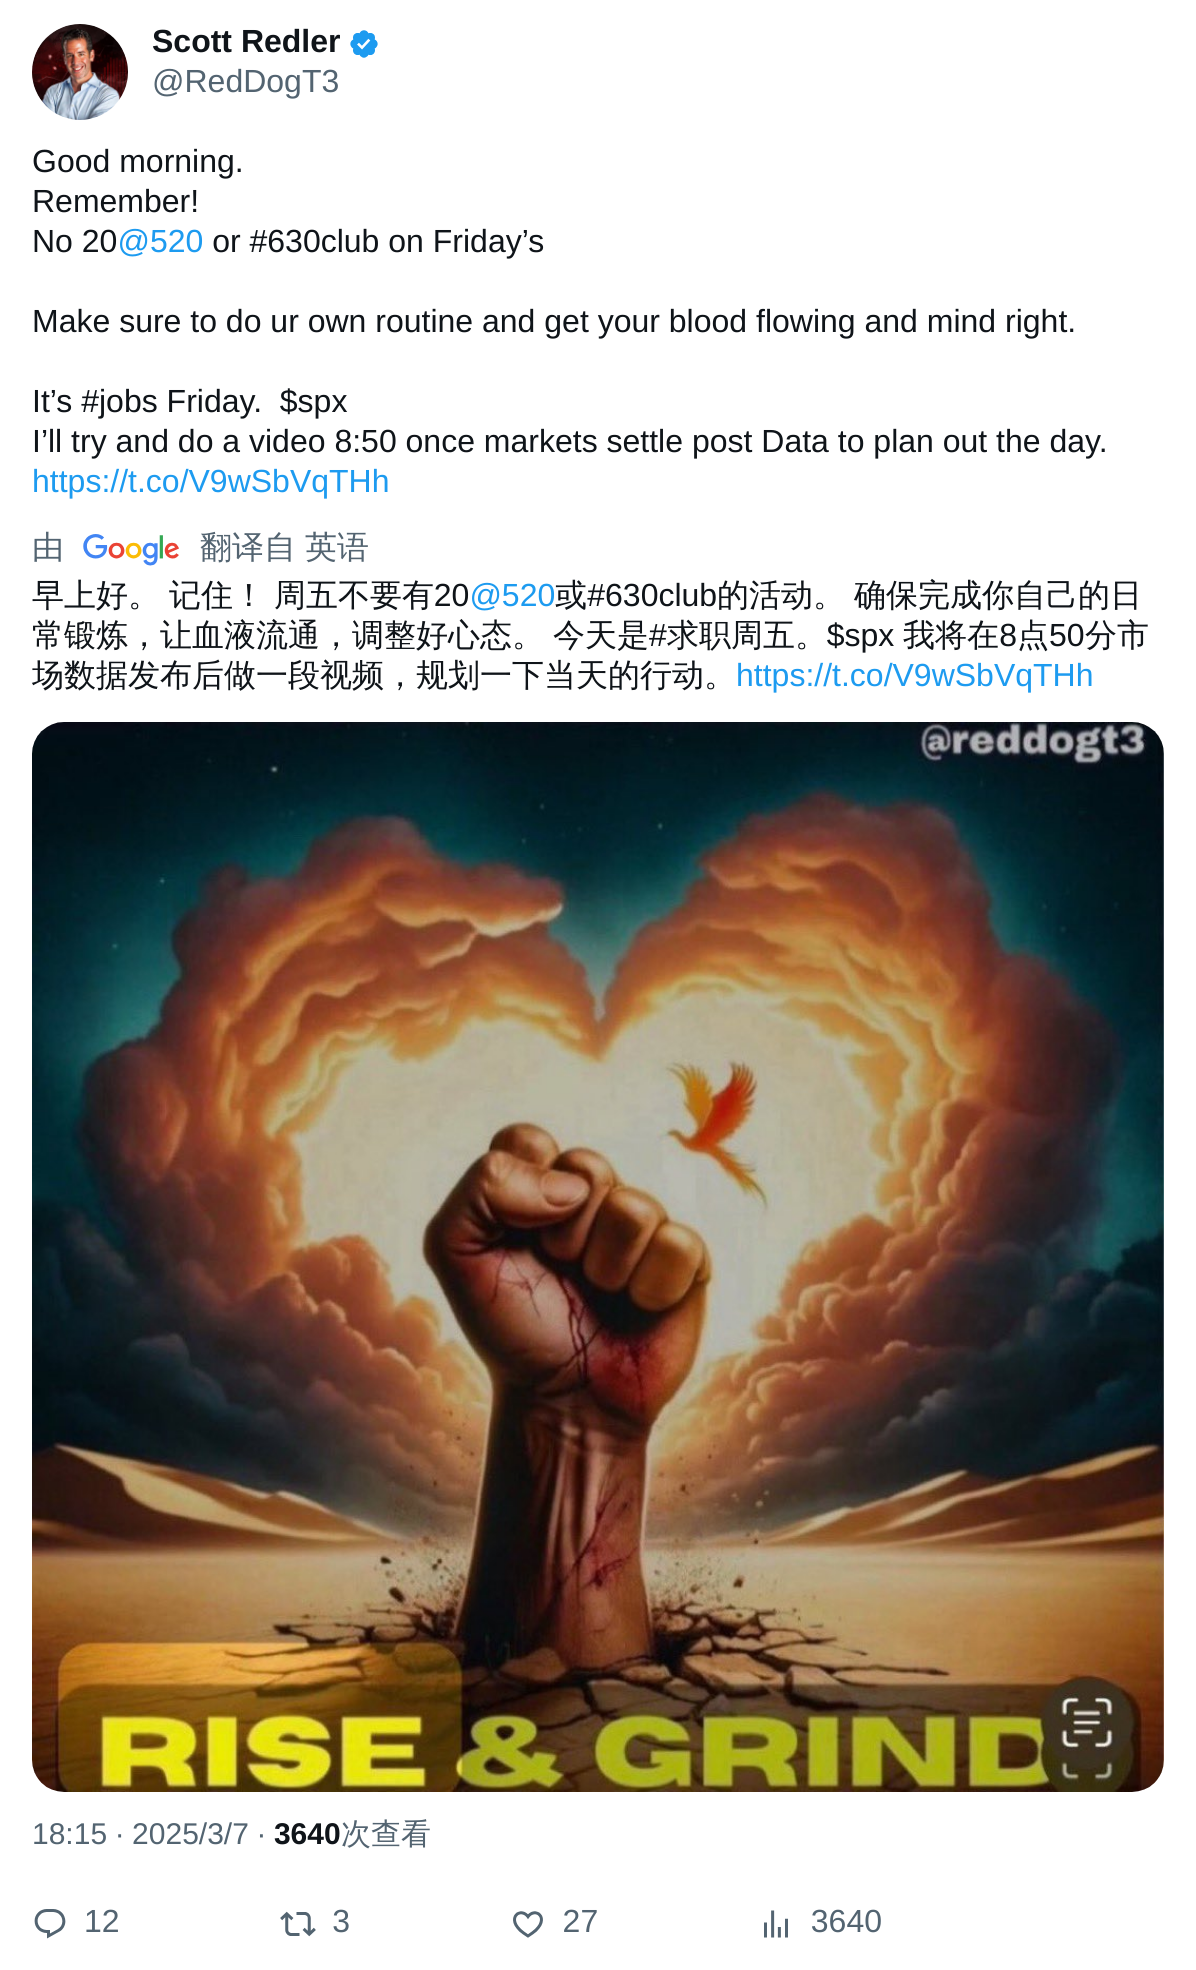 Scott Redler
@RedDogT3
Good morning.
Remember!
No 20@520 or #630club on Friday’s
Make sure to do ur own routine and get your blood flowing and mind right.
It’s #jobs Friday.  $spx
I’ll try and do a video 8:50 once markets settle post Data to plan out the day.
https://t.co/V9wSbVqTHh
由 Google 翻译自 英语
早上好。 记住！ 周五不要有20@520或#630club的活动。 确保完成你自己的日
常锻炼，让血液流通，调整好心态。 今天是#求职周五。$spx 我将在8点50分市
场数据发布后做一段视频，规划一下当天的行动。https://t.co/V9wSbVqTHh
@reddogt3
RISE & GRIND
18:15 · 2025/3/7 · 3640次查看
12 3 27 3640